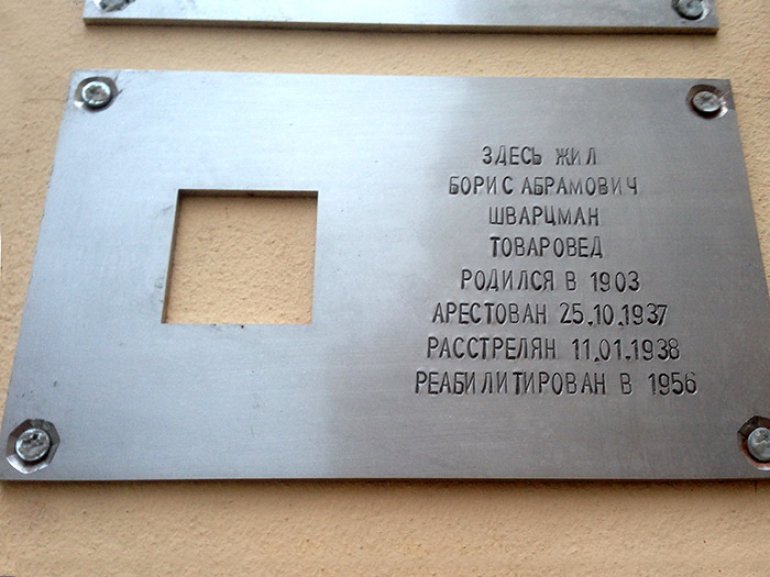 ЗДЕСЬ ЖИЛ
БОРИС АБРАМОВИЧ
ШВАРЦМАН
ТОВАРОВЕД
РОДИЛСЯ В 1903
АРЕСТОВАН 25.10.1937
РАССТРЕЛЯН 11.01.1938
РЕАБИЛИТИРОВАН В 1956